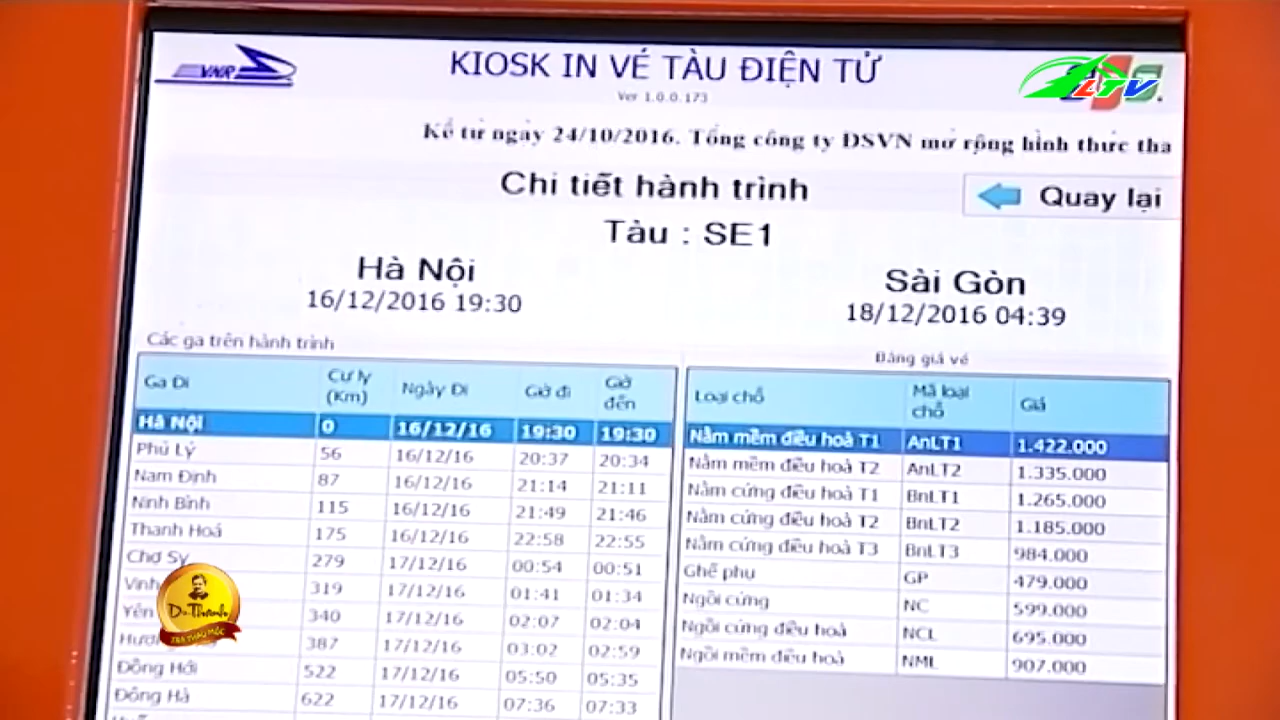 VNR
KIOSK IN VÉ TÀU ĐIỆN TỬ
LTV
Ver 1.0.0.173
Kể từ ngày 24/10/2016. Tổng công ty ĐSVN mở rộng hình thức tha
Chi tiết hành trình
Quay lại
Tàu : SE1
Hà Nội
16/12/2016 19:30
Sài Gòn
18/12/2016 04:39
Các ga trên hành trình
Ga Đi Cự ly (Km) Ngày Đi Giờ đi Giờ đến
Hà Nội 0 16/12/16 19:30 19:30
Phủ Lý 56 16/12/16 20:37 20:34
Nam Định 87 16/12/16 21:14 21:11
Ninh Bình 115 16/12/16 21:49 21:46
Thanh Hoá 175 16/12/16 22:58 22:55
Chợ Sy 279 17/12/16 00:54 00:51
Vinh 319 17/12/16 01:41 01:34
Yên 340 17/12/16 02:07 02:04
Hươ 387 17/12/16 03:02 02:59
Đồng Hới 522 17/12/16 05:50 05:35
Đông Hà 622 17/12/16 07:36 07:33
Bảng giá vé
Loại chỗ Mã loại chỗ Giá
Nằm mềm điều hoà T1 AnLT1 1.422.000
Nằm mềm điều hoà T2 AnLT2 1.335.000
Nằm cứng điều hoà T1 BnLT1 1.265.000
Nằm cứng điều hoà T2 BnLT2 1.185.000
Nằm cứng điều hoà T3 BnLT3 984.000
Ghế phụ GP 479.000
Ngồi cứng NC 599.000
Ngồi cứng điều hoà NCL 695.000
Ngồi mềm điều hoà NML 907.000
Dr Thanh
TRÀ THẢO MỘC